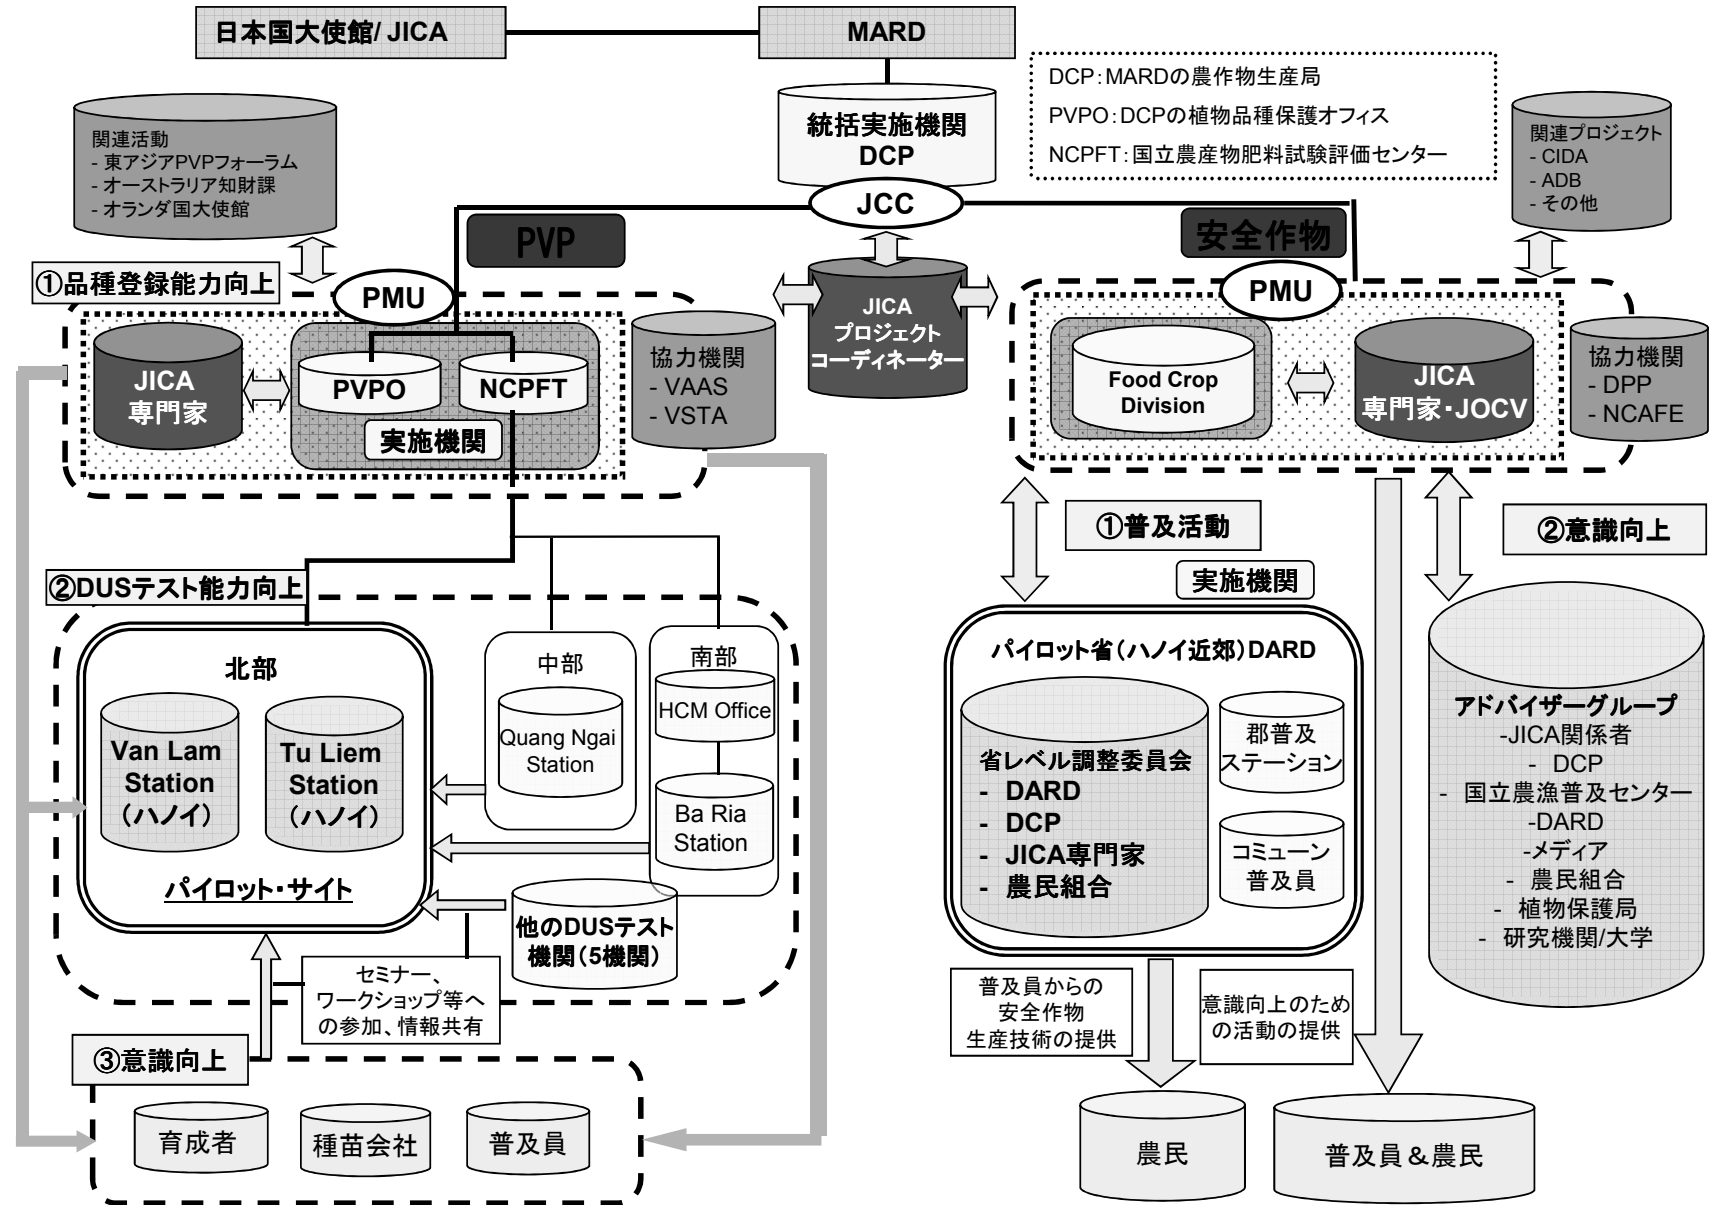 日本国大使館/ JICA
MARD
DCP：MARDの農作物生産局
PVPO：DCPの植物品種保護オフィス
NCPFT：国立農産物肥料試験評価センター
統括実施機関
DCP
JCC
関連活動
- 東アジアPVPフォーラム
- オーストラリア知財課
- オランダ国大使館
関連プロジェクト
- CIDA
- ADB
- その他
PVP
安全作物
①品種登録能力向上
PMU
JICA
専門家
PVPO
NCPFT
実施機関
協力機関
- VAAS
- VSTA
JICA
プロジェクト
コーディネーター
PMU
Food Crop
Division
JICA
専門家・JOCV
協力機関
- DPP
- NCAFE
①普及活動
②意識向上
実施機関
②DUSテスト能力向上
北部
Van Lam
Station
（ハノイ）
Tu Liem
Station
（ハノイ）
パイロット・サイト
中部
Quang Ngai
Station
南部
HCM Office
Ba Ria
Station
他のDUSテスト
機関（5機関）
セミナー、
ワークショップ等へ
の参加、情報共有
③意識向上
育成者
種苗会社
普及員
パイロット省（ハノイ近郊）DARD
省レベル調整委員会
- DARD
- DCP
- JICA専門家
- 農民組合
郡普及
ステーション
コミューン
普及員
アドバイザーグループ
-JICA関係者
- DCP
- 国立農漁普及センター
-DARD
-メディア
- 農民組合
- 植物保護局
- 研究機関/大学
普及員からの
安全作物
生産技術の提供
意識向上のため
の活動の提供
農民
普及員＆農民